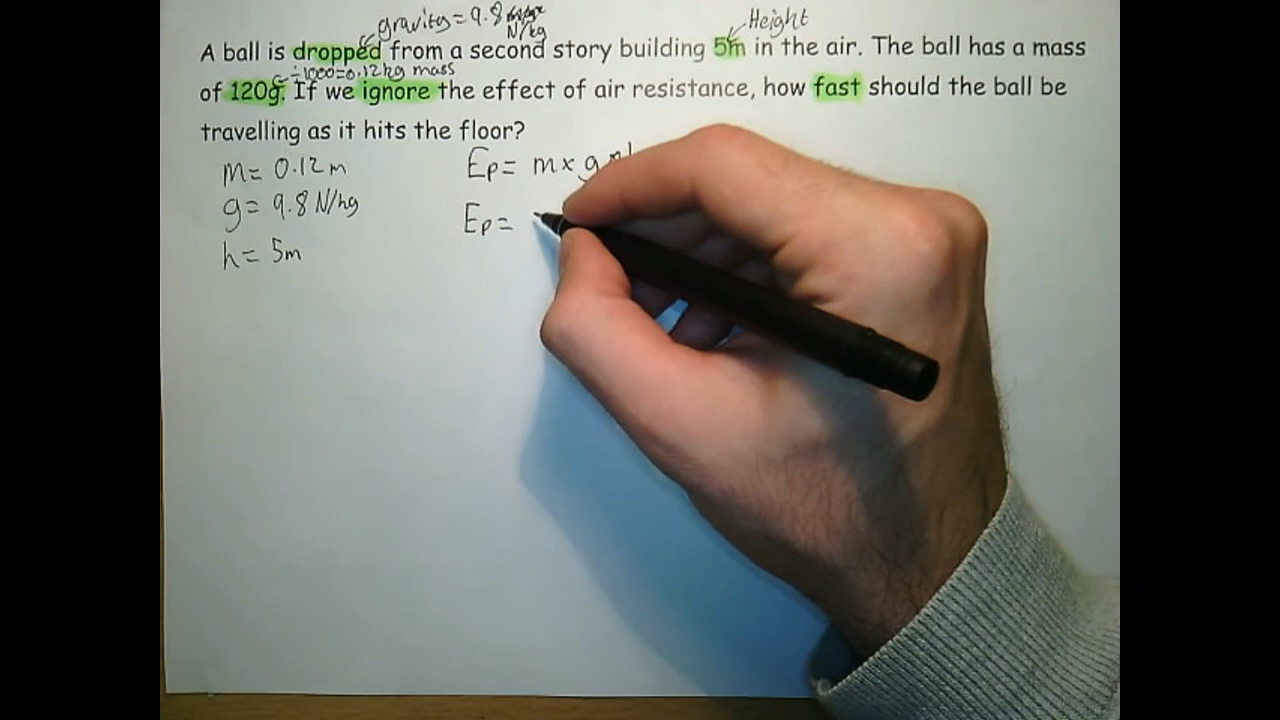 gravity = 9.8
N/kg
Height
A ball is dropped from a second story building 5m in the air. The ball has a mass
÷1000=0.12kg mass
of 120g. If we ignore the effect of air resistance, how fast should the ball be
travelling as it hits the floor?
m= 0.12m
Ep= m x g
g= 9.8 N/kg
Ep=
h= 5m